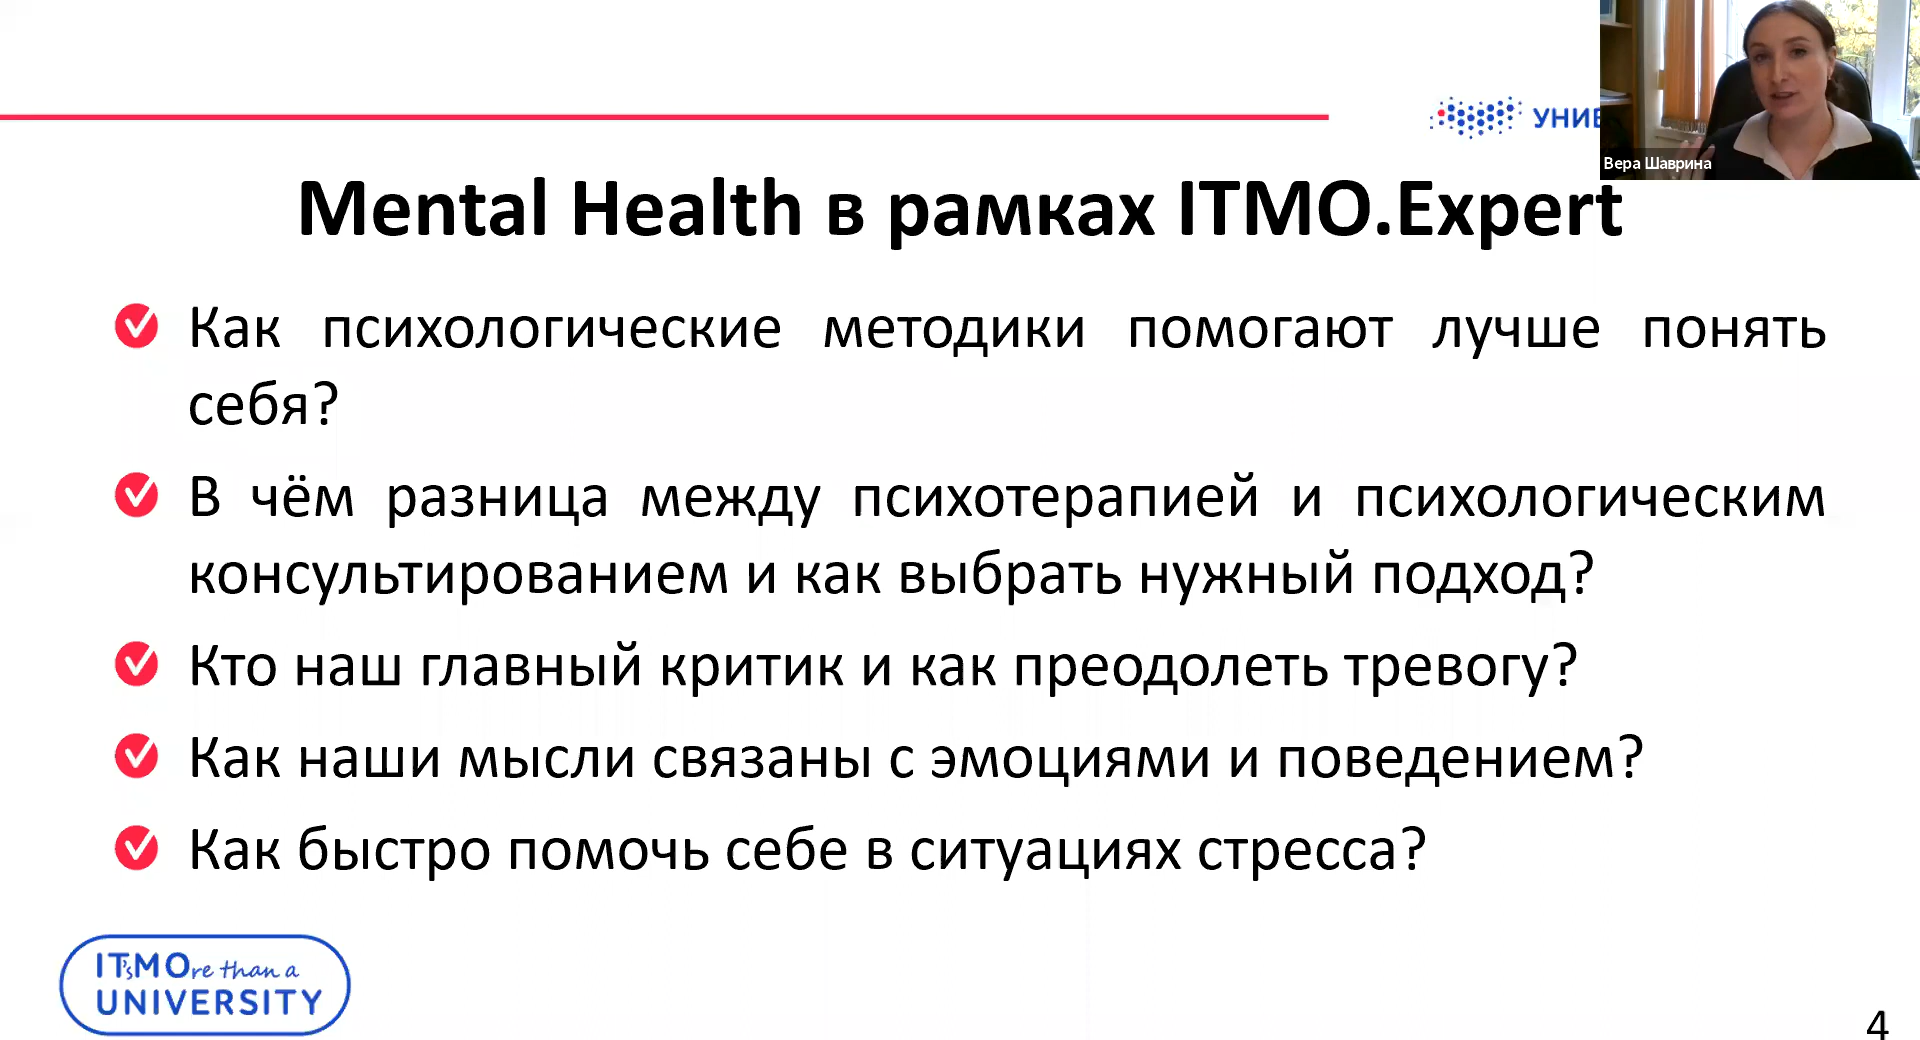 УНИВ
Вера Шаврина
Mental Health в рамках ITMO.Expert
Как психологические методики помогают лучше понять
себя?
В чём разница между психотерапией и психологическим
консультированием и как выбрать нужный подход?
Кто наш главный критик и как преодолеть тревогу?
Как наши мысли связаны с эмоциями и поведением?
Как быстро помочь себе в ситуациях стресса?
IT'sMOre than a
UNIVERSITY
4